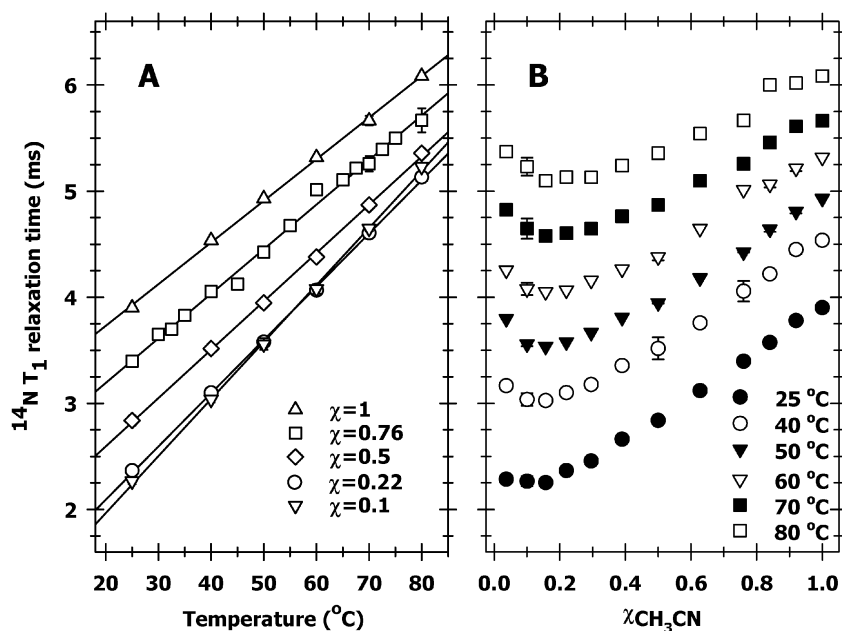 A
B
¹⁴N T₁ relaxation time (ms)
6
5
4
3
2
χ=1
χ=0.76
χ=0.5
χ=0.22
χ=0.1
25 °C
40 °C
50 °C
60 °C
70 °C
80 °C
20 30 40 50 60 70 80
0.0 0.2 0.4 0.6 0.8 1.0
Temperature (°C)
χCH₃CN